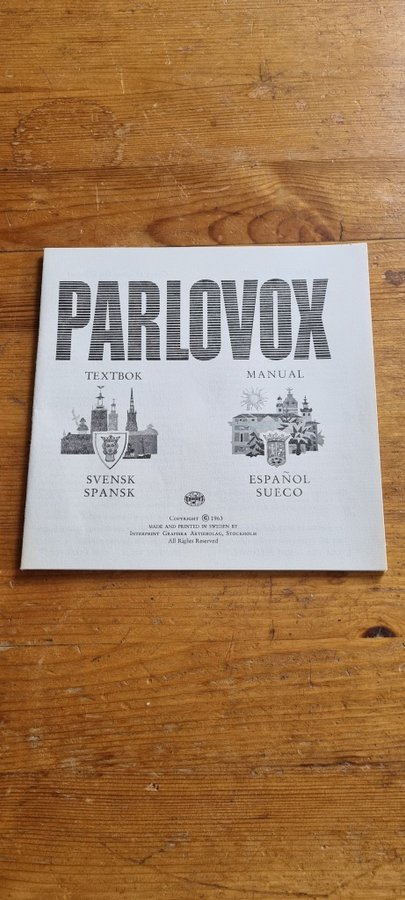 PARLOVOX
TEXTBOK
MANUAL
SVENSK
SPANSK
ESPAÑOL
SUECO
COPYRIGHT © 1963
MADE AND PRINTED IN SWEDEN BY
INTERPRINT GRAFISKA AKTIEBOLAG, STOCKHOLM
All Rights Reserved